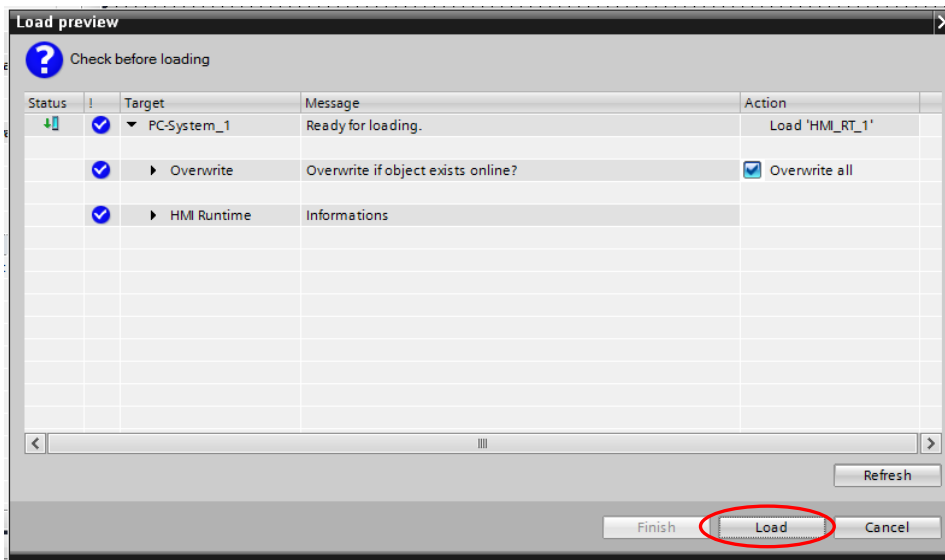 Load preview
Check before loading
Status ! Target Message Action
PC-System_1 Ready for loading. Load 'HMI_RT_1'
Overwrite Overwrite if object exists online? Overwrite all
HMI Runtime Informations
Refresh
Finish Load Cancel